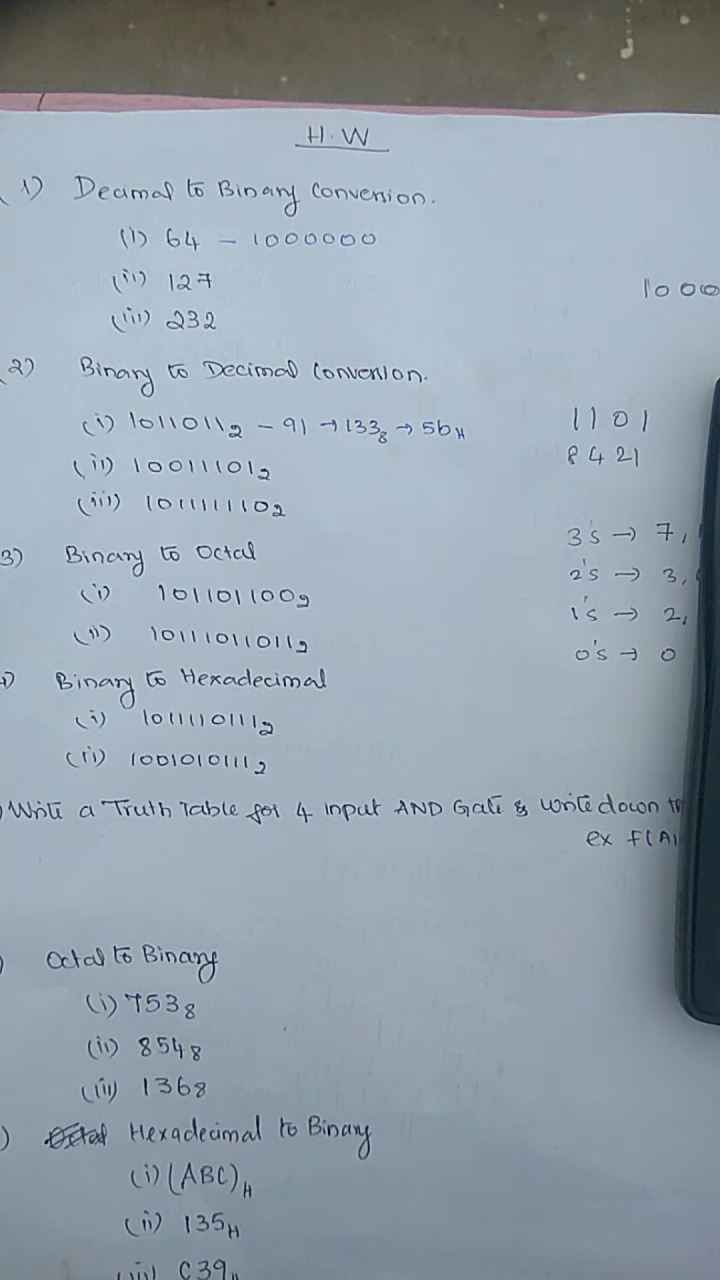 H.W
1) Decimal to Binary Conversion.
(i) 64 - 1000000
(ii) 127
1000
(iii) 232
2) Binary to Decimal Conversion.
(i) 1011011₂ - 91 → 133₈ → 5b_H
1101
(ii) 10011101₂
8421
(iii) 101111110₂
3's → 7,
3) Binary to Octal
2's → 3,
(i) 101101100₂
1's → 2,
(ii) 10111011011₂
0's → 0
Binary to Hexadecimal
(i) 1011110111₂
(ii) 1001010111₂
Write a Truth Table for 4 input AND Gate & write down
ex F(A
Octal to Binary
(i) 753₈
(ii) 854₈
(iii) 136₈
) Hexadecimal to Binary
(i) (ABC)_H
(ii) 135_H
(iii) C39_H